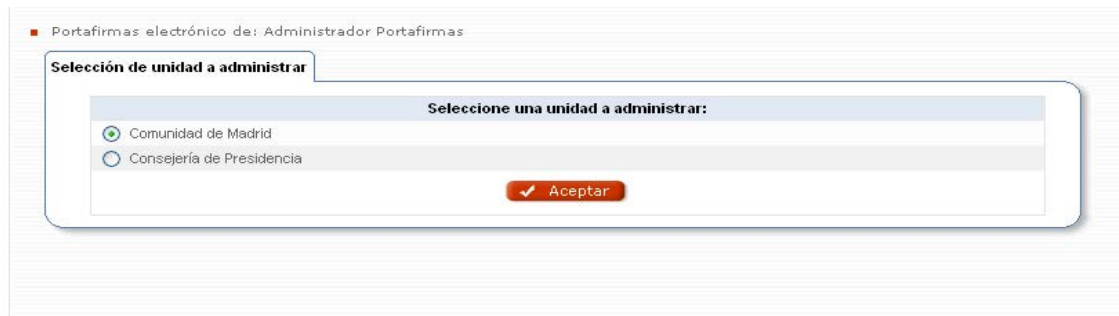 Portafirmas electrónico de: Administrador Portafirmas
Selección de unidad a administrar
Seleccione una unidad a administrar:
Comunidad de Madrid
Consejería de Presidencia
Aceptar